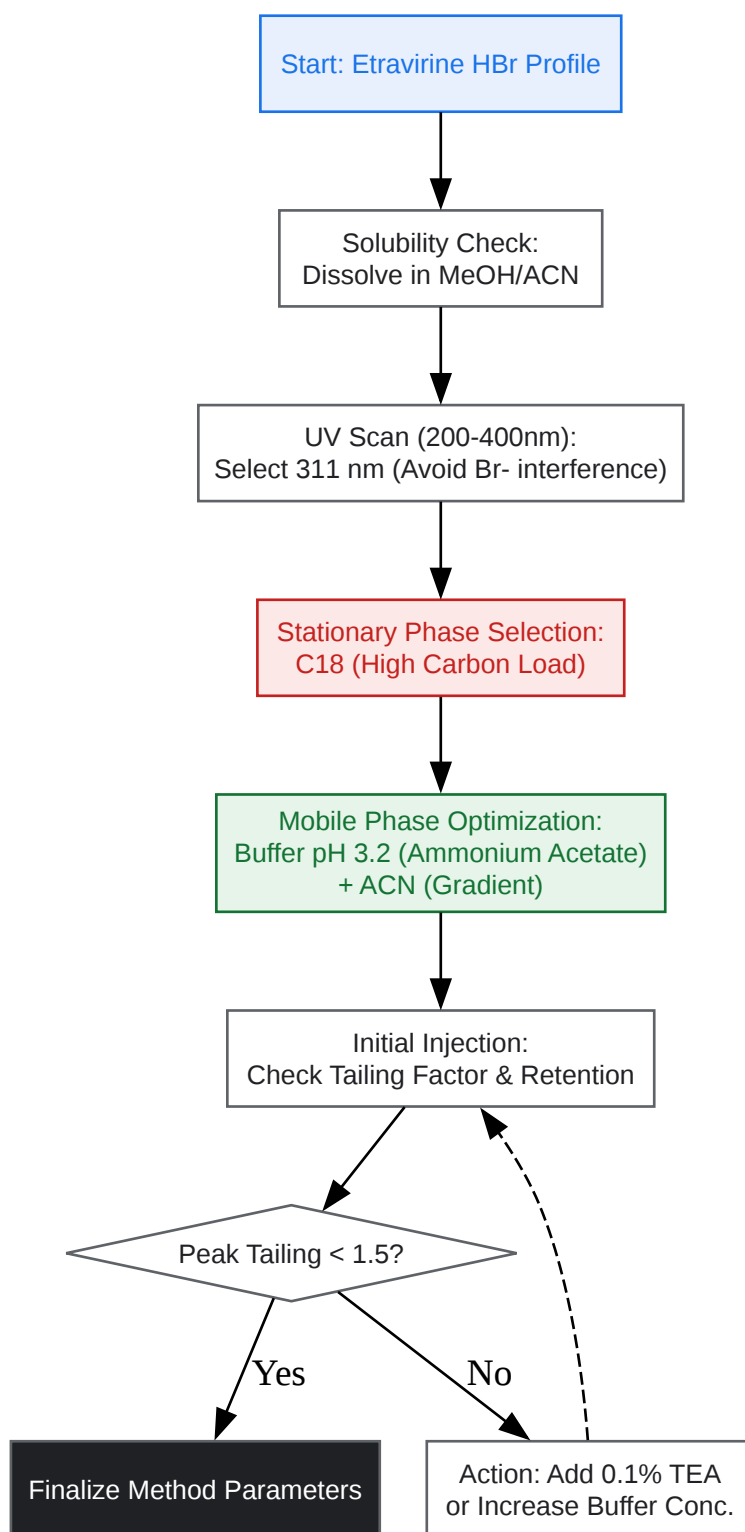 Start: Etravirine HBr Profile
Solubility Check:
Dissolve in MeOH/ACN
UV Scan (200-400nm):
Select 311 nm (Avoid Br- interference)
Stationary Phase Selection:
C18 (High Carbon Load)
Mobile Phase Optimization:
Buffer pH 3.2 (Ammonium Acetate)
+ ACN (Gradient)
Initial Injection:
Check Tailing Factor & Retention
Peak Tailing < 1.5?
Yes
No
Finalize Method Parameters
Action: Add 0.1% TEA
or Increase Buffer Conc.